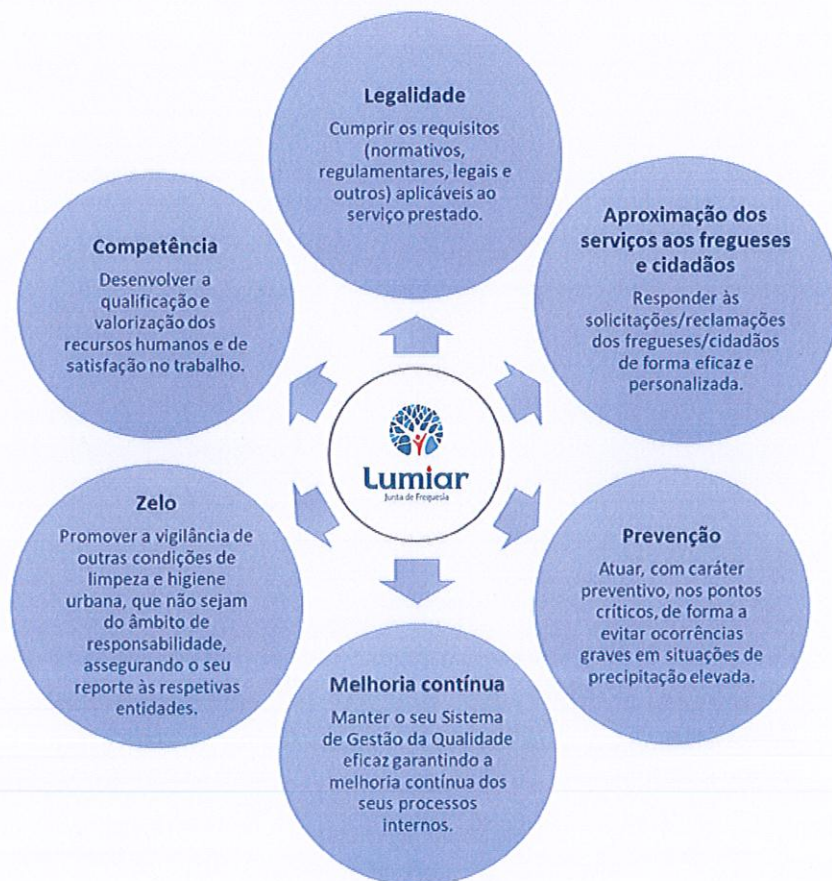 Legalidade
Cumprir os requisitos
(normativos,
regulamentares, legais e
outros) aplicáveis ao
serviço prestado.
Aproximação dos
serviços aos fregueses
e cidadãos
Responder às
solicitações/reclamações
dos fregueses/cidadãos
de forma eficaz e
personalizada.
Competência
Desenvolver a
qualificação e
valorização dos
recursos humanos e de
satisfação no trabalho.
Lumiar
Junta de Freguesia
Zelo
Promover a vigilância de
outras condições de
limpeza e higiene
urbana, que não sejam
do âmbito de
responsabilidade,
assegurando o seu
reporte às respetivas
entidades.
Prevenção
Atuar, com caráter
preventivo, nos pontos
críticos, de forma a
evitar ocorrências
graves em situações de
precipitação elevada.
Melhoria contínua
Manter o seu Sistema
de Gestão da Qualidade
eficaz garantindo a
melhoria contínua dos
seus processos
internos.